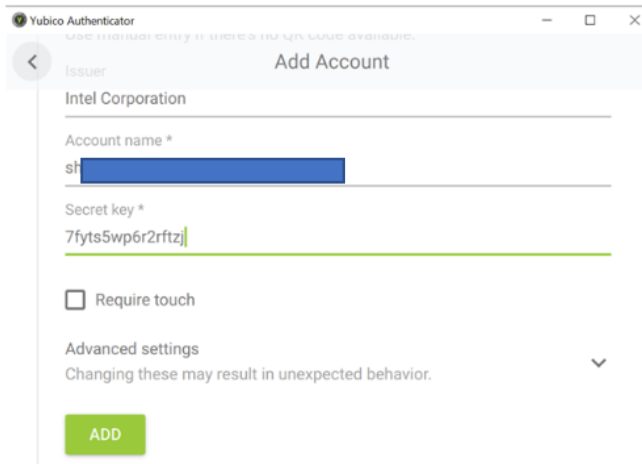 Yubico Authenticator
Use manual entry if there's no QR code available.
Add Account
Issuer
Intel Corporation
Account name *
sh
Secret key *
7fyts5wp6r2rftzj
Require touch
Advanced settings
Changing these may result in unexpected behavior.
ADD